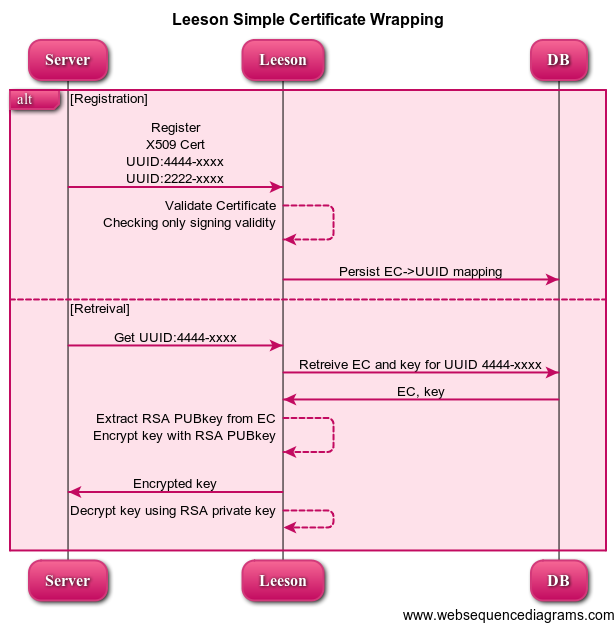 Leeson Simple Certificate Wrapping
Server
Leeson
DB
alt
[Registration]
Register
X509 Cert
UUID:4444-xxxx
UUID:2222-xxxx
Validate Certificate
Checking only signing validity
Persist EC->UUID mapping
[Retreival]
Get UUID:4444-xxxx
Retreive EC and key for UUID 4444-xxxx
EC, key
Extract RSA PUBkey from EC
Encrypt key with RSA PUBkey
Encrypted key
Decrypt key using RSA private key
Server
Leeson
DB
www.websequencediagrams.com